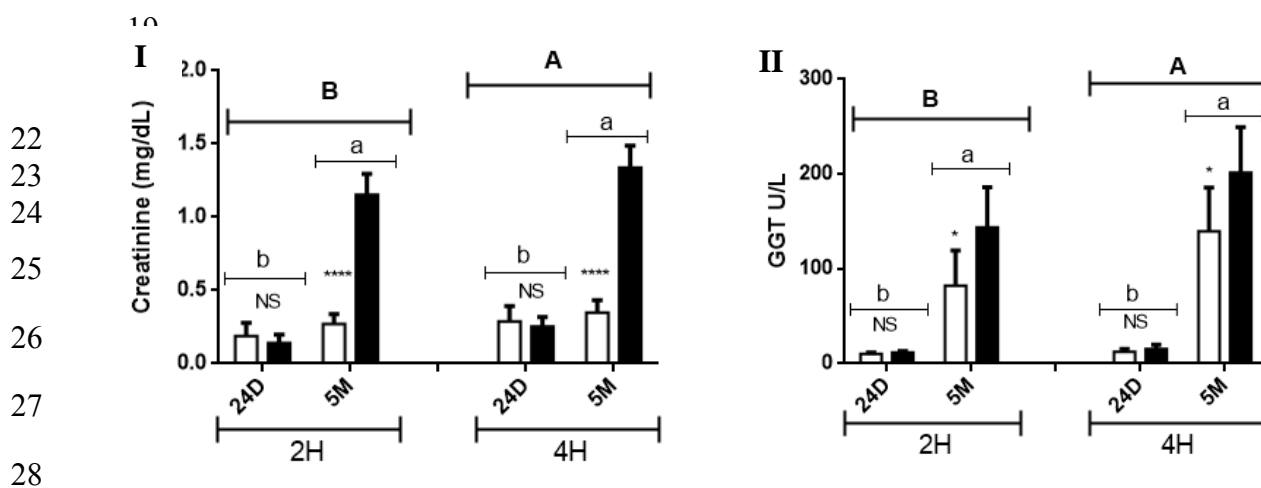 I
II
Creatinine (mg/dL)
2.0
1.5
1.0
0.5
0.0
B
A
b
a
b
a
NS
****
NS
****
24D
5M
24D
5M
2H
4H
GGT U/L
300
200
100
0
B
A
b
a
b
a
NS
*
NS
*
24D
5M
24D
5M
2H
4H
22
23
24
25
26
27
28